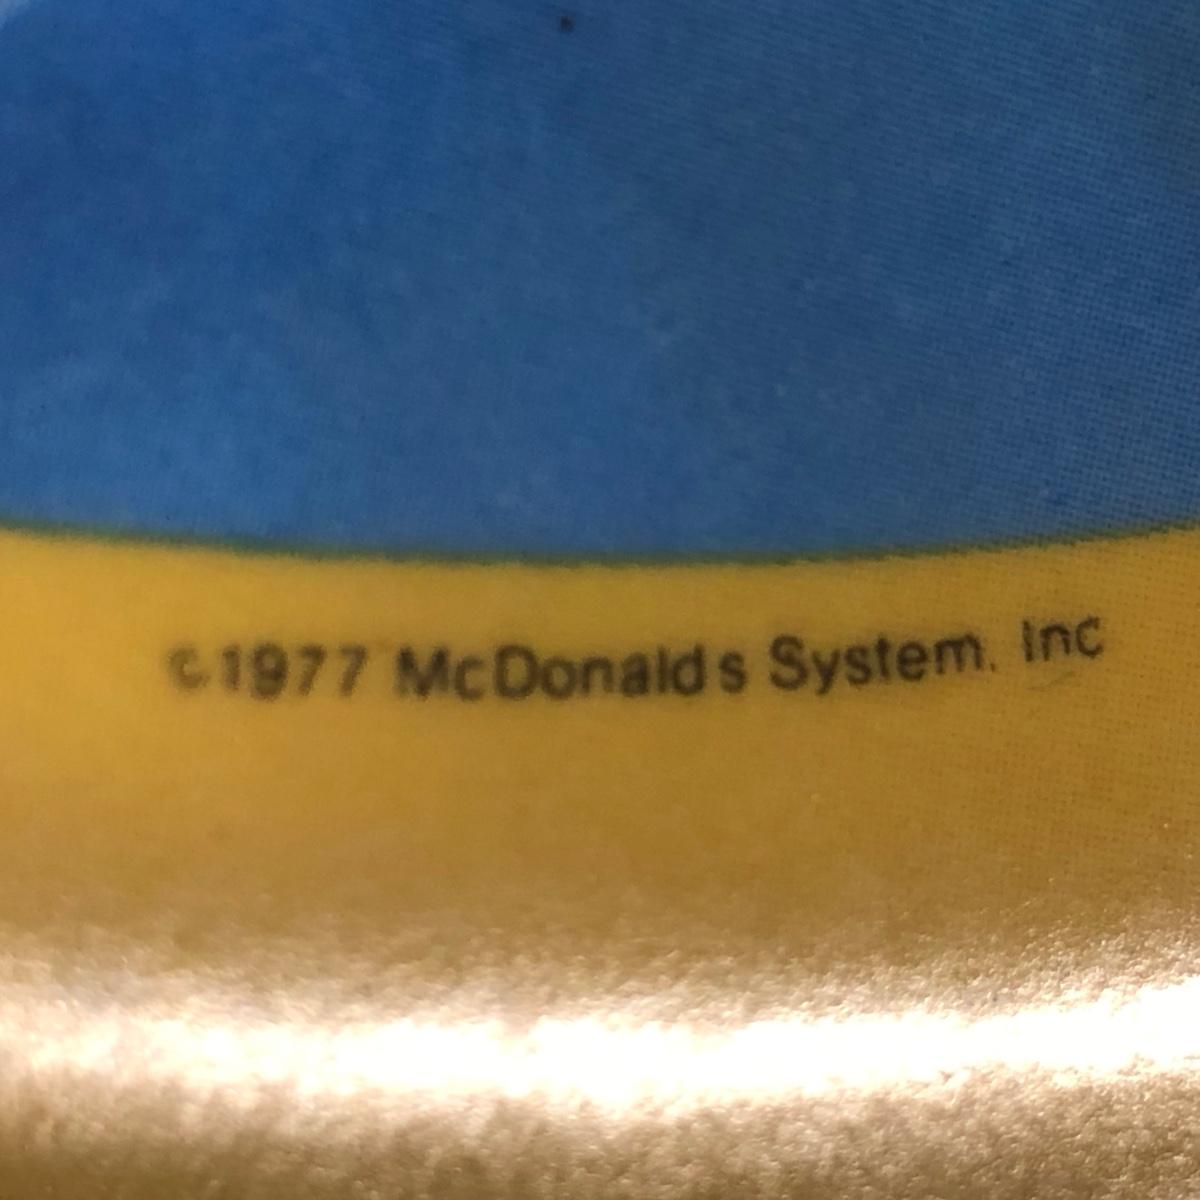 ©1977 McDonald s System, Inc